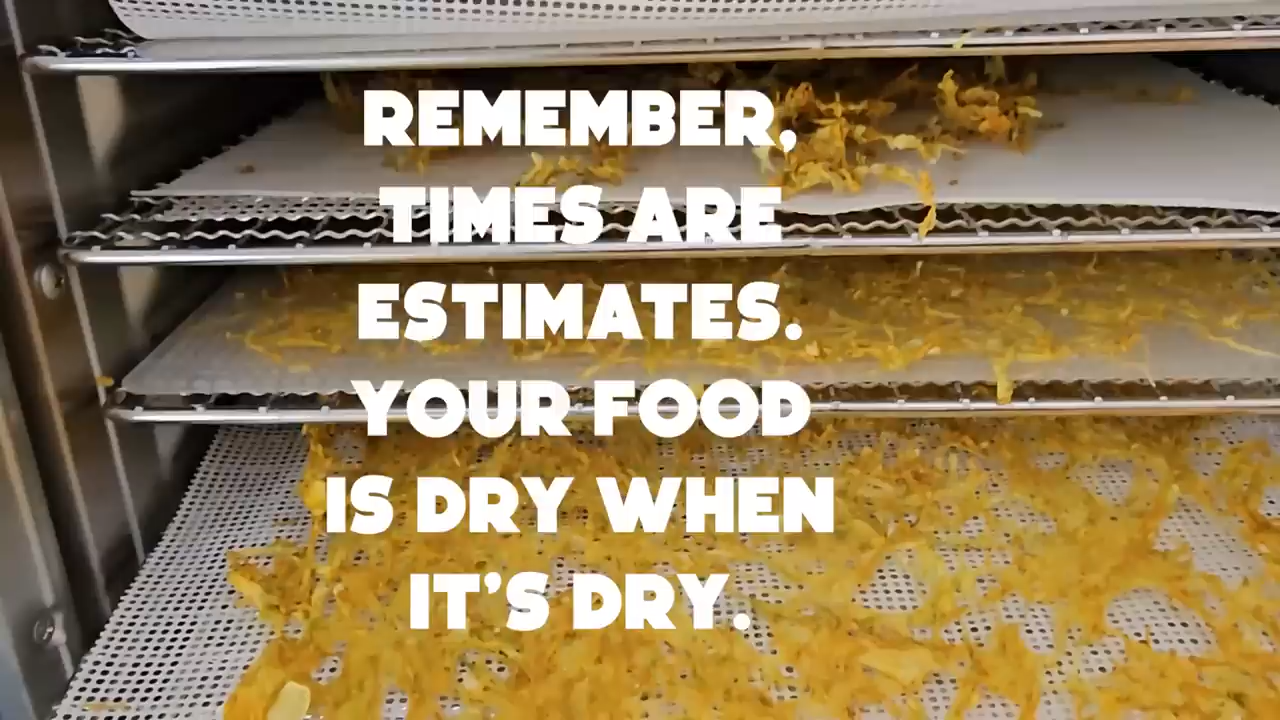 REMEMBER,
TIMES ARE
ESTIMATES.
YOUR FOOD
IS DRY WHEN
IT’S DRY.